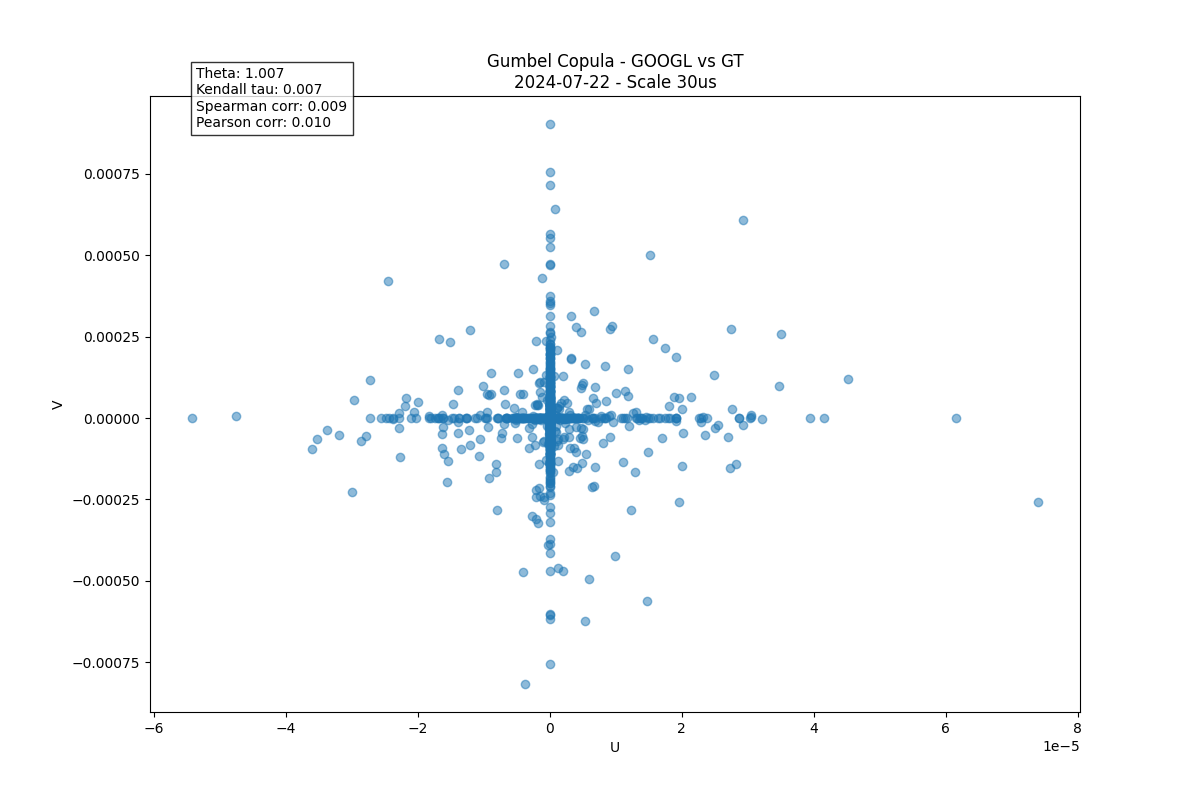 Gumbel Copula - GOOGL vs GT
2024-07-22 - Scale 30us
Theta: 1.007
Kendall tau: 0.007
Spearman corr: 0.009
Pearson corr: 0.010
0.00075
0.00050
0.00025
0.00000
−0.00025
−0.00050
−0.00075
V
−6 −4 −2 0 2 4 6 8
1e−5
U